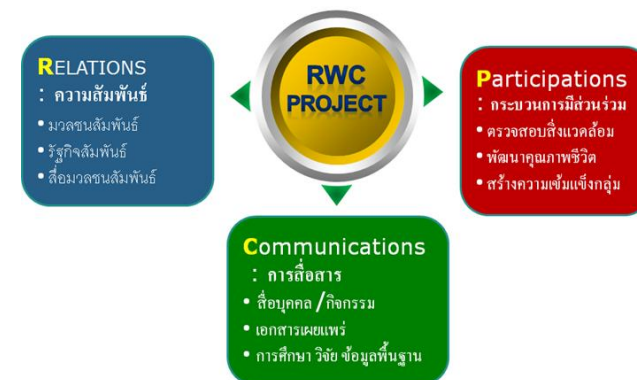 RELATIONS
: ความสัมพันธ์
• มวลชนสัมพันธ์
• รัฐกิจสัมพันธ์
• สื่อมวลชนสัมพันธ์
RWC
PROJECT
Participations
: กระบวนการมีส่วนร่วม
• ตรวจสอบสิ่งแวดล้อม
• พัฒนาคุณภาพชีวิต
• สร้างความเข้มแข็งกลุ่ม
Communications
: การสื่อสาร
• สื่อบุคคล / กิจกรรม
• เอกสารเผยแพร่
• การศึกษา วิจัย ข้อมูลพื้นฐาน